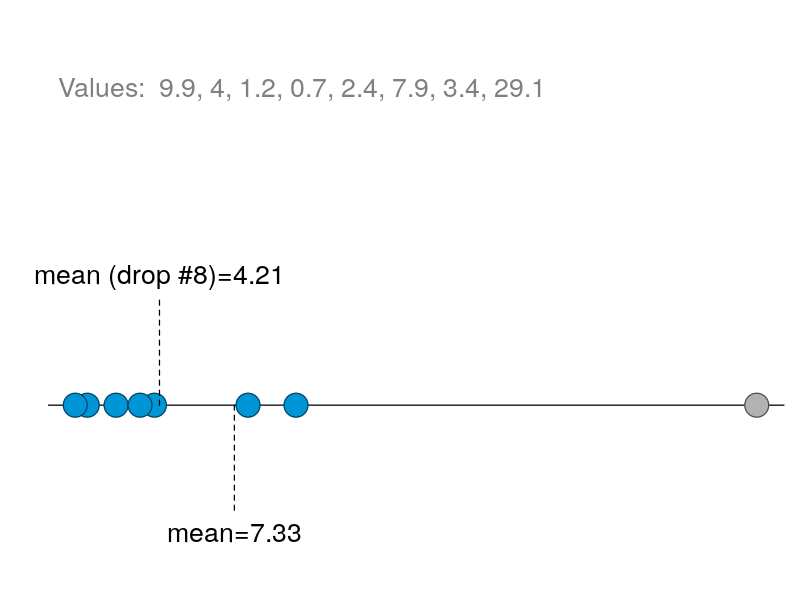 Values:  9.9, 4, 1.2, 0.7, 2.4, 7.9, 3.4, 29.1
mean (drop #8)=4.21
mean=7.33